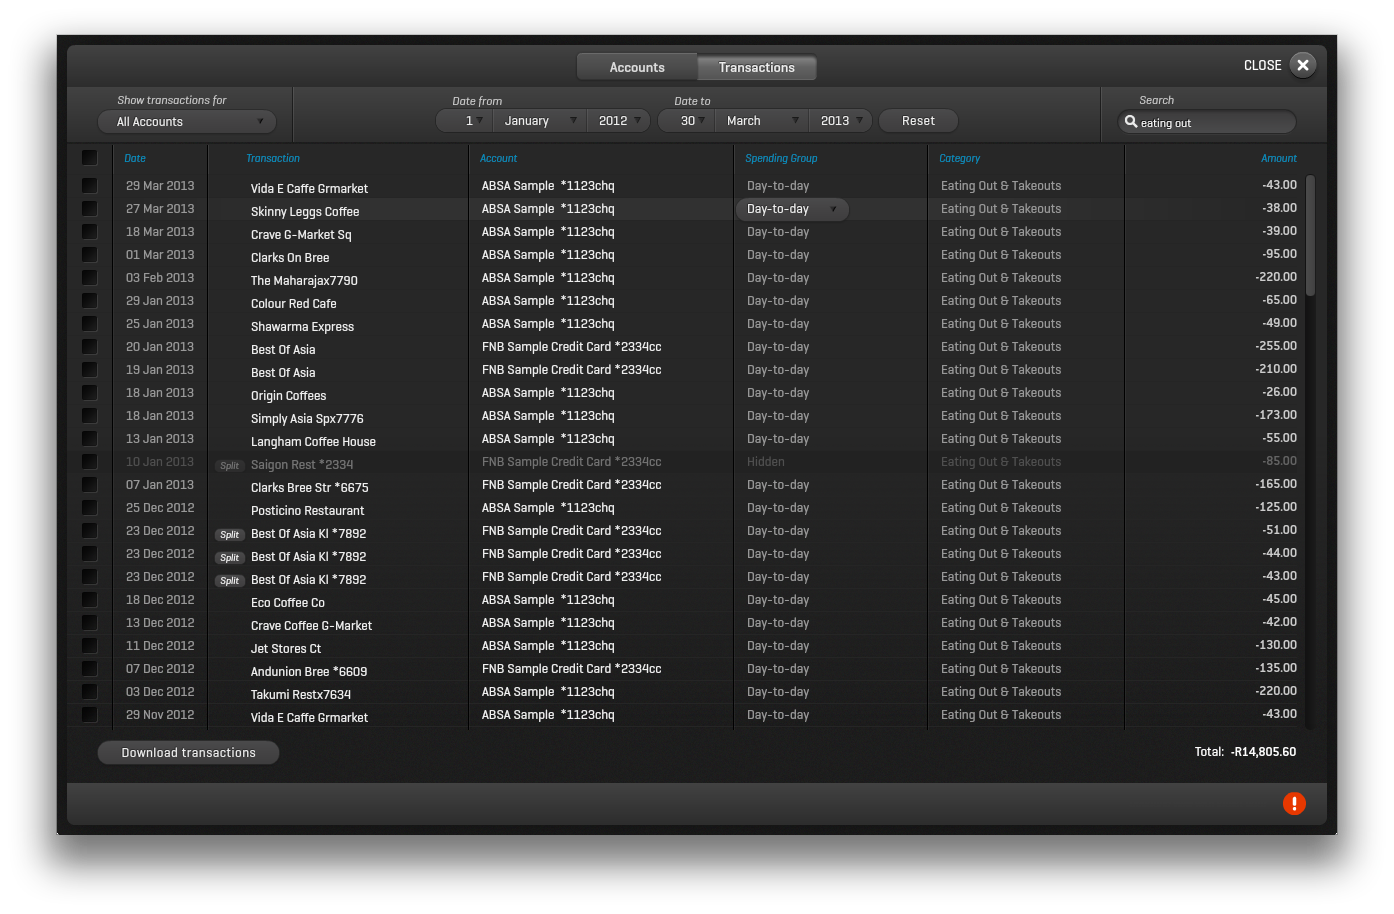 Accounts Transactions CLOSE
Show transactions for Date from Date to Search
All Accounts 1 January 2012 30 March 2013 Reset eating out
Date Transaction Account Spending Group Category Amount
29 Mar 2013 Vida E Caffe Grmarket ABSA Sample *1123chq Day-to-day Eating Out & Takeouts -43.00
27 Mar 2013 Skinny Leggs Coffee ABSA Sample *1123chq Day-to-day Eating Out & Takeouts -38.00
18 Mar 2013 Crave G-Market Sq ABSA Sample *1123chq Day-to-day Eating Out & Takeouts -39.00
01 Mar 2013 Clarks On Bree ABSA Sample *1123chq Day-to-day Eating Out & Takeouts -95.00
03 Feb 2013 The Maharajax7790 ABSA Sample *1123chq Day-to-day Eating Out & Takeouts -220.00
29 Jan 2013 Colour Red Cafe ABSA Sample *1123chq Day-to-day Eating Out & Takeouts -65.00
25 Jan 2013 Shawarma Express ABSA Sample *1123chq Day-to-day Eating Out & Takeouts -49.00
20 Jan 2013 Best Of Asia FNB Sample Credit Card *2334cc Day-to-day Eating Out & Takeouts -255.00
19 Jan 2013 Best Of Asia FNB Sample Credit Card *2334cc Day-to-day Eating Out & Takeouts -210.00
18 Jan 2013 Origin Coffees ABSA Sample *1123chq Day-to-day Eating Out & Takeouts -26.00
18 Jan 2013 Simply Asia Spx7776 ABSA Sample *1123chq Day-to-day Eating Out & Takeouts -173.00
13 Jan 2013 Langham Coffee House ABSA Sample *1123chq Day-to-day Eating Out & Takeouts -55.00
10 Jan 2013 Split Saigon Rest *2334 FNB Sample Credit Card *2334cc Hidden Eating Out & Takeouts -85.00
07 Jan 2013 Clarks Bree Str *6675 FNB Sample Credit Card *2334cc Day-to-day Eating Out & Takeouts -165.00
25 Dec 2012 Posticino Restaurant ABSA Sample *1123chq Day-to-day Eating Out & Takeouts -125.00
23 Dec 2012 Split Best Of Asia Kl *7892 FNB Sample Credit Card *2334cc Day-to-day Eating Out & Takeouts -51.00
23 Dec 2012 Split Best Of Asia Kl *7892 FNB Sample Credit Card *2334cc Day-to-day Eating Out & Takeouts -44.00
23 Dec 2012 Split Best Of Asia Kl *7892 FNB Sample Credit Card *2334cc Day-to-day Eating Out & Takeouts -43.00
18 Dec 2012 Eco Coffee Co ABSA Sample *1123chq Day-to-day Eating Out & Takeouts -45.00
13 Dec 2012 Crave Coffee G-Market ABSA Sample *1123chq Day-to-day Eating Out & Takeouts -42.00
11 Dec 2012 Jet Stores Ct ABSA Sample *1123chq Day-to-day Eating Out & Takeouts -130.00
07 Dec 2012 Andunion Bree *6609 FNB Sample Credit Card *2334cc Day-to-day Eating Out & Takeouts -135.00
03 Dec 2012 Takumi Restx7634 ABSA Sample *1123chq Day-to-day Eating Out & Takeouts -220.00
29 Nov 2012 Vida E Caffe Grmarket ABSA Sample *1123chq Day-to-day Eating Out & Takeouts -43.00
Download transactions Total: -R14,805.60